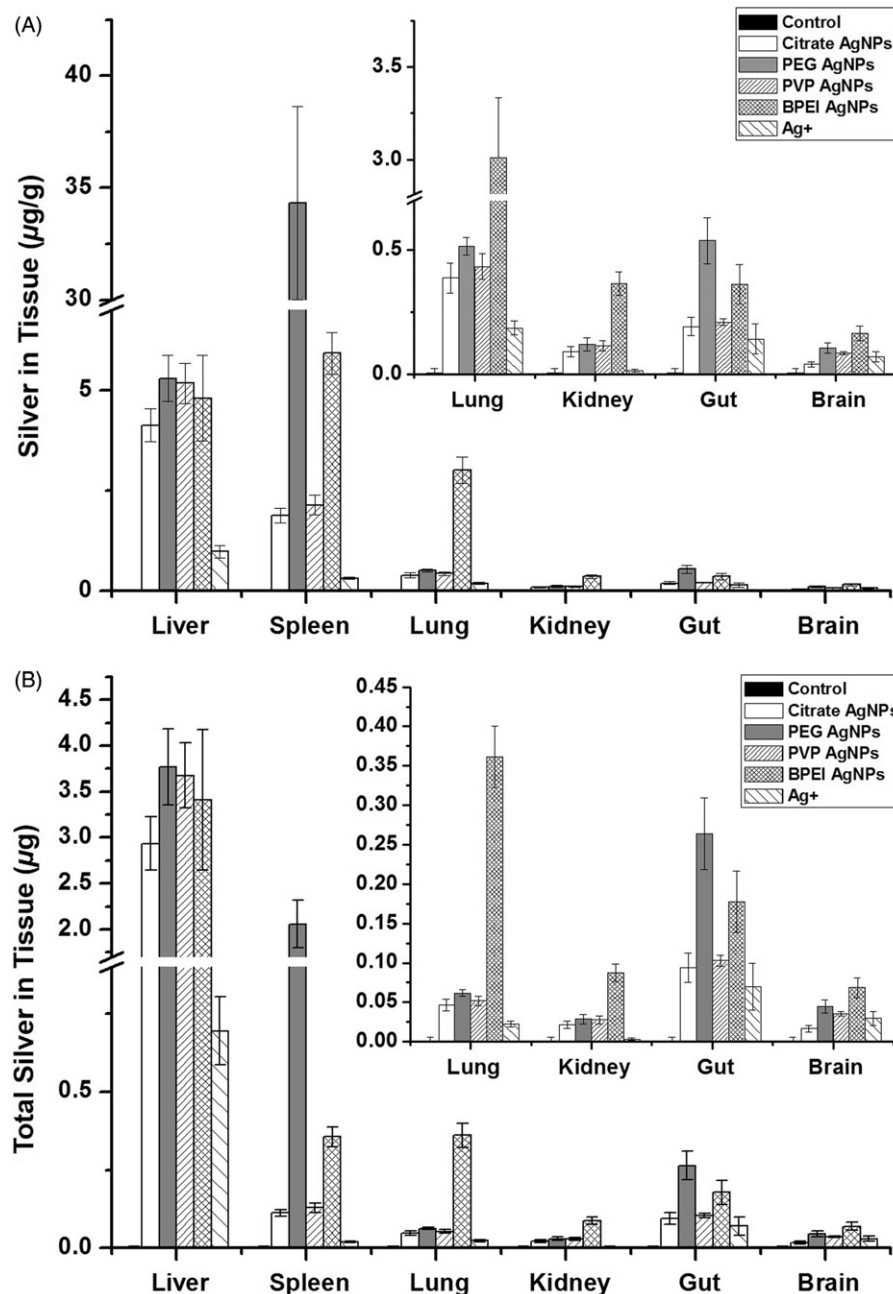 (A)
Silver in Tissue (µg/g)
40
35
30
5
0
Liver Spleen Lung Kidney Gut Brain
3.5
3.0
0.5
0.0
Lung Kidney Gut Brain
Control
Citrate AgNPs
PEG AgNPs
PVP AgNPs
BPEI AgNPs
Ag+
(B)
Total Silver in Tissue (µg)
4.5
4.0
3.5
3.0
2.5
2.0
0.5
0.0
Liver Spleen Lung Kidney Gut Brain
0.45
0.40
0.35
0.30
0.25
0.20
0.15
0.10
0.05
0.00
Lung Kidney Gut Brain
Control
Citrate AgNPs
PEG AgNPs
PVP AgNPs
BPEI AgNPs
Ag+